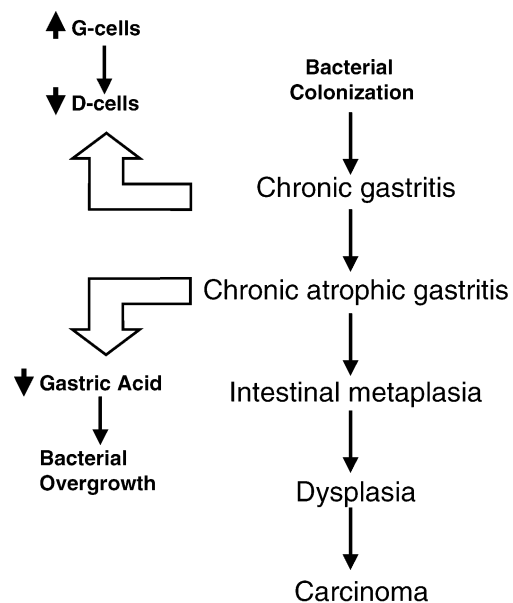 G-cells
D-cells
Bacterial
Colonization
Chronic gastritis
Chronic atrophic gastritis
Gastric Acid
Intestinal metaplasia
Bacterial
Overgrowth
Dysplasia
Carcinoma